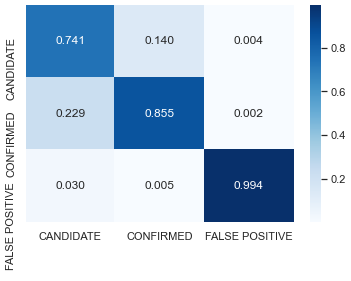 CANDIDATE
0.741 0.140 0.004
CONFIRMED
0.229 0.855 0.002
FALSE POSITIVE
0.030 0.005 0.994
CANDIDATE CONFIRMED FALSE POSITIVE
0.8
0.6
0.4
0.2